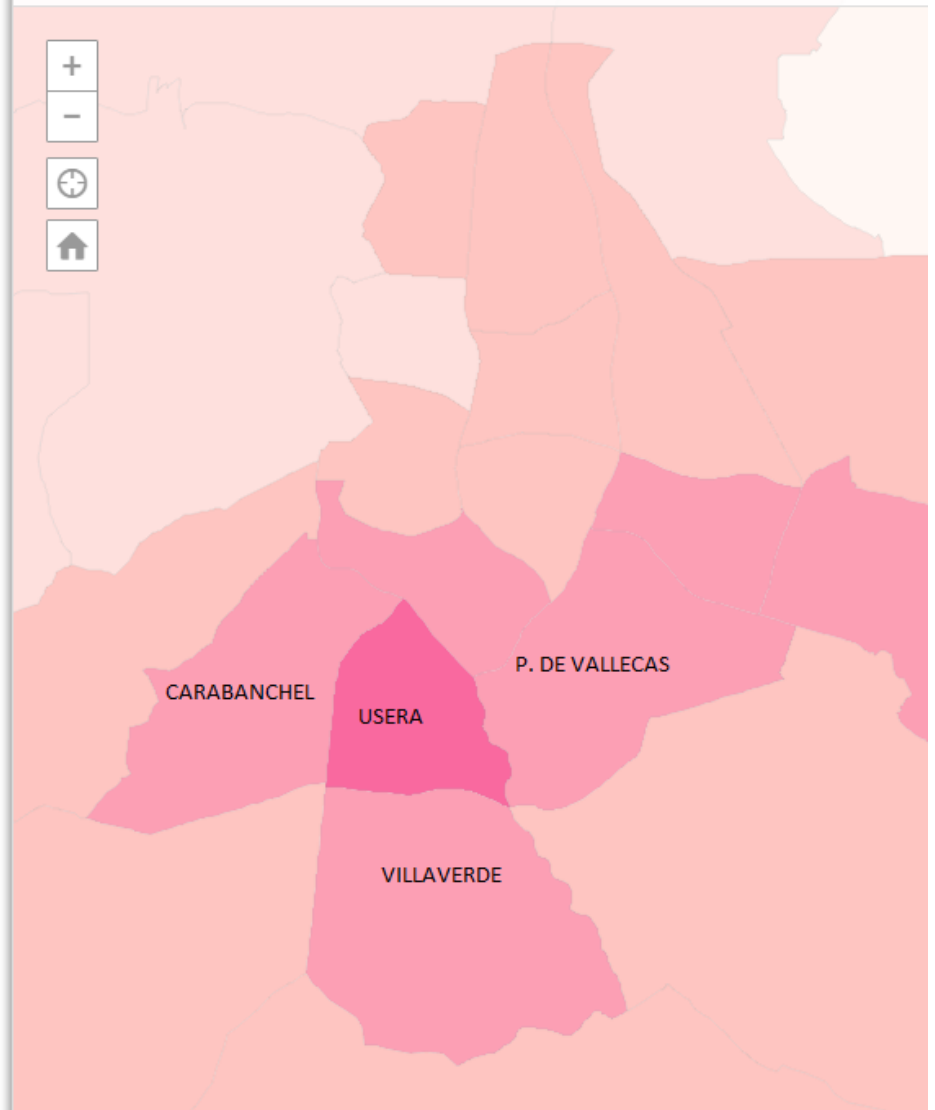 +
−
P. DE VALLECAS
CARABANCHEL
USERA
VILLAVERDE